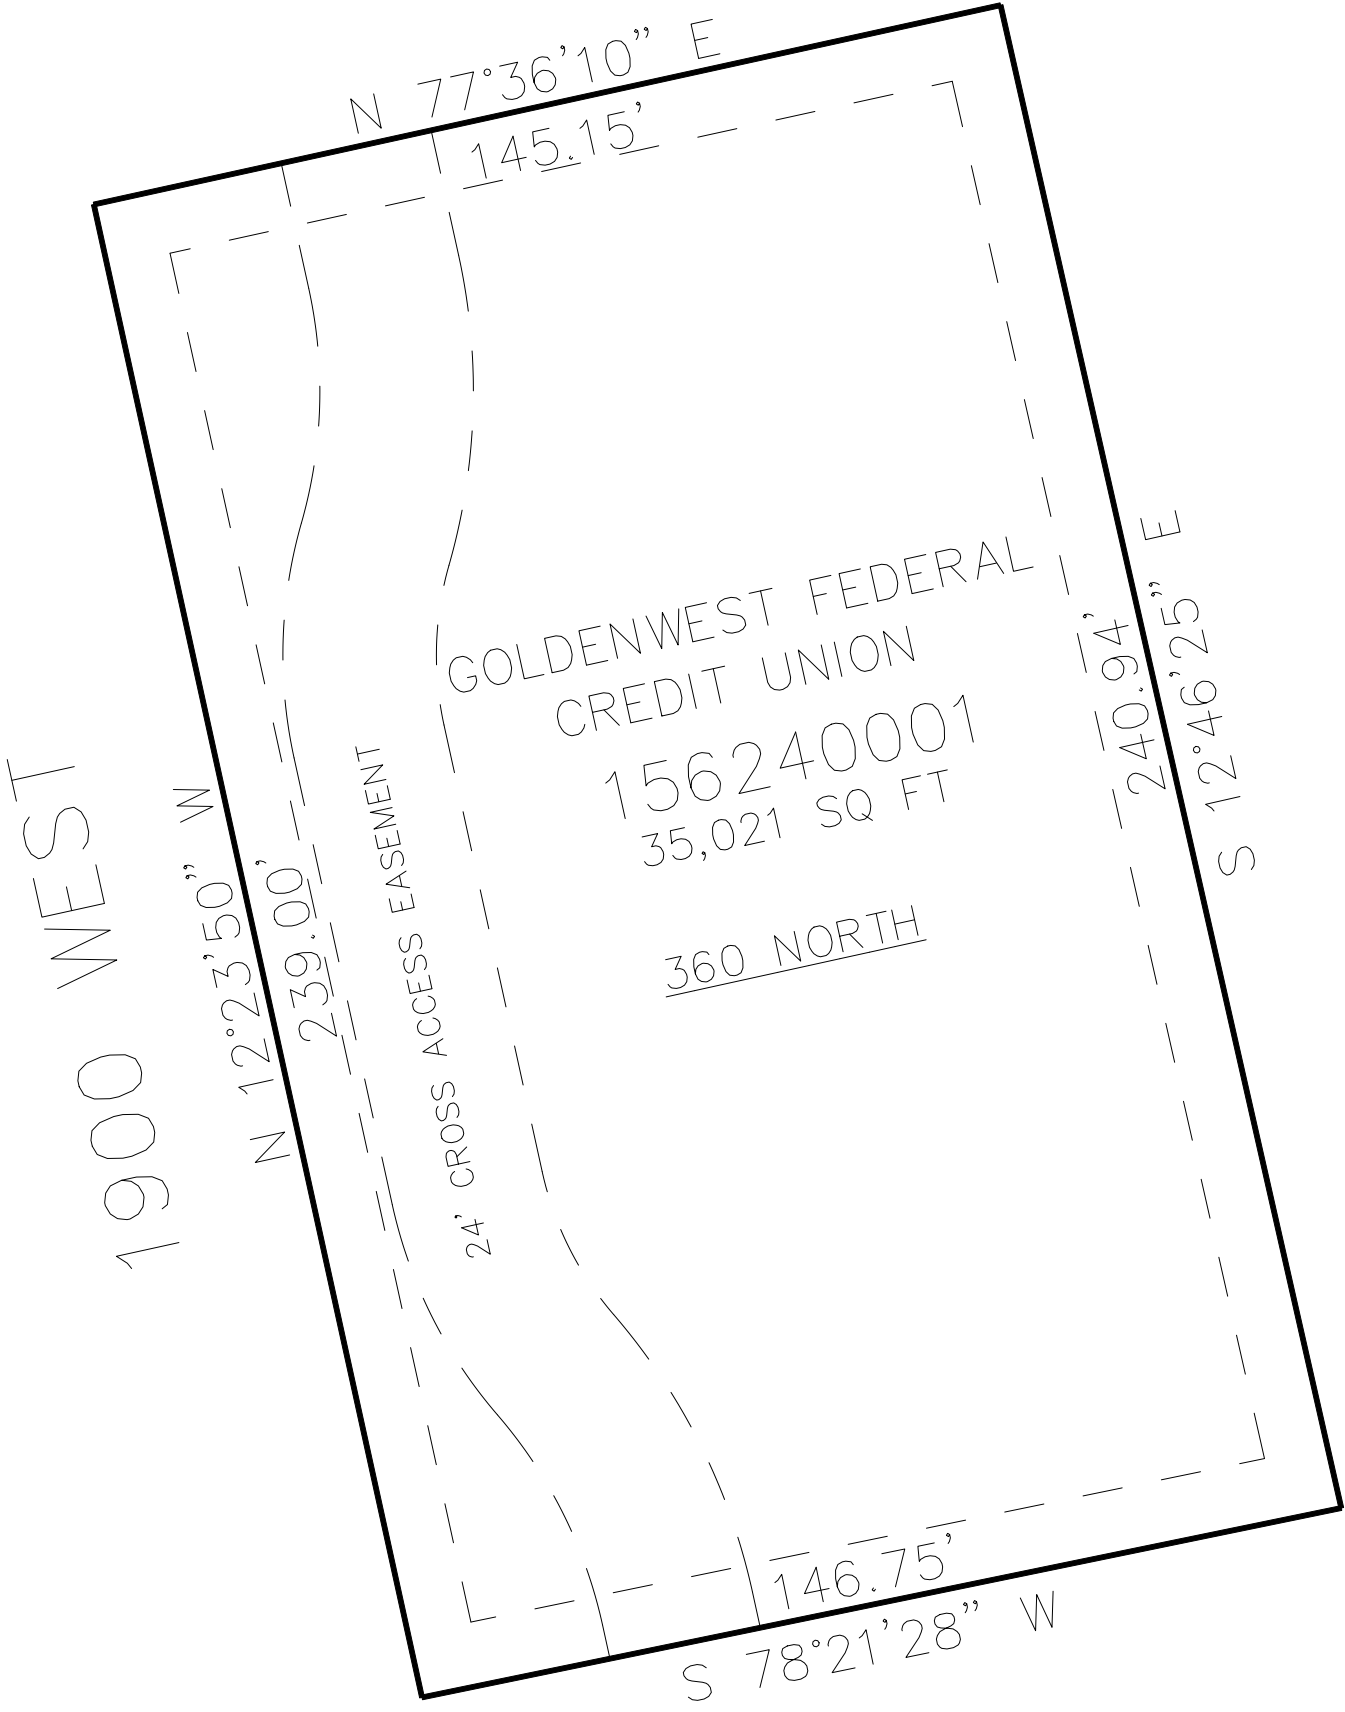 N 77°36'10" E
145.15'
GOLDENWEST FEDERAL
CREDIT UNION
156240001
35,021 SQ FT
360 NORTH
240.94'
S 12°46'25" E
1900 WEST
N 12°23'50" W
239.00'
24' CROSS ACCESS EASEMENT
146.75'
S 78°21'28" W